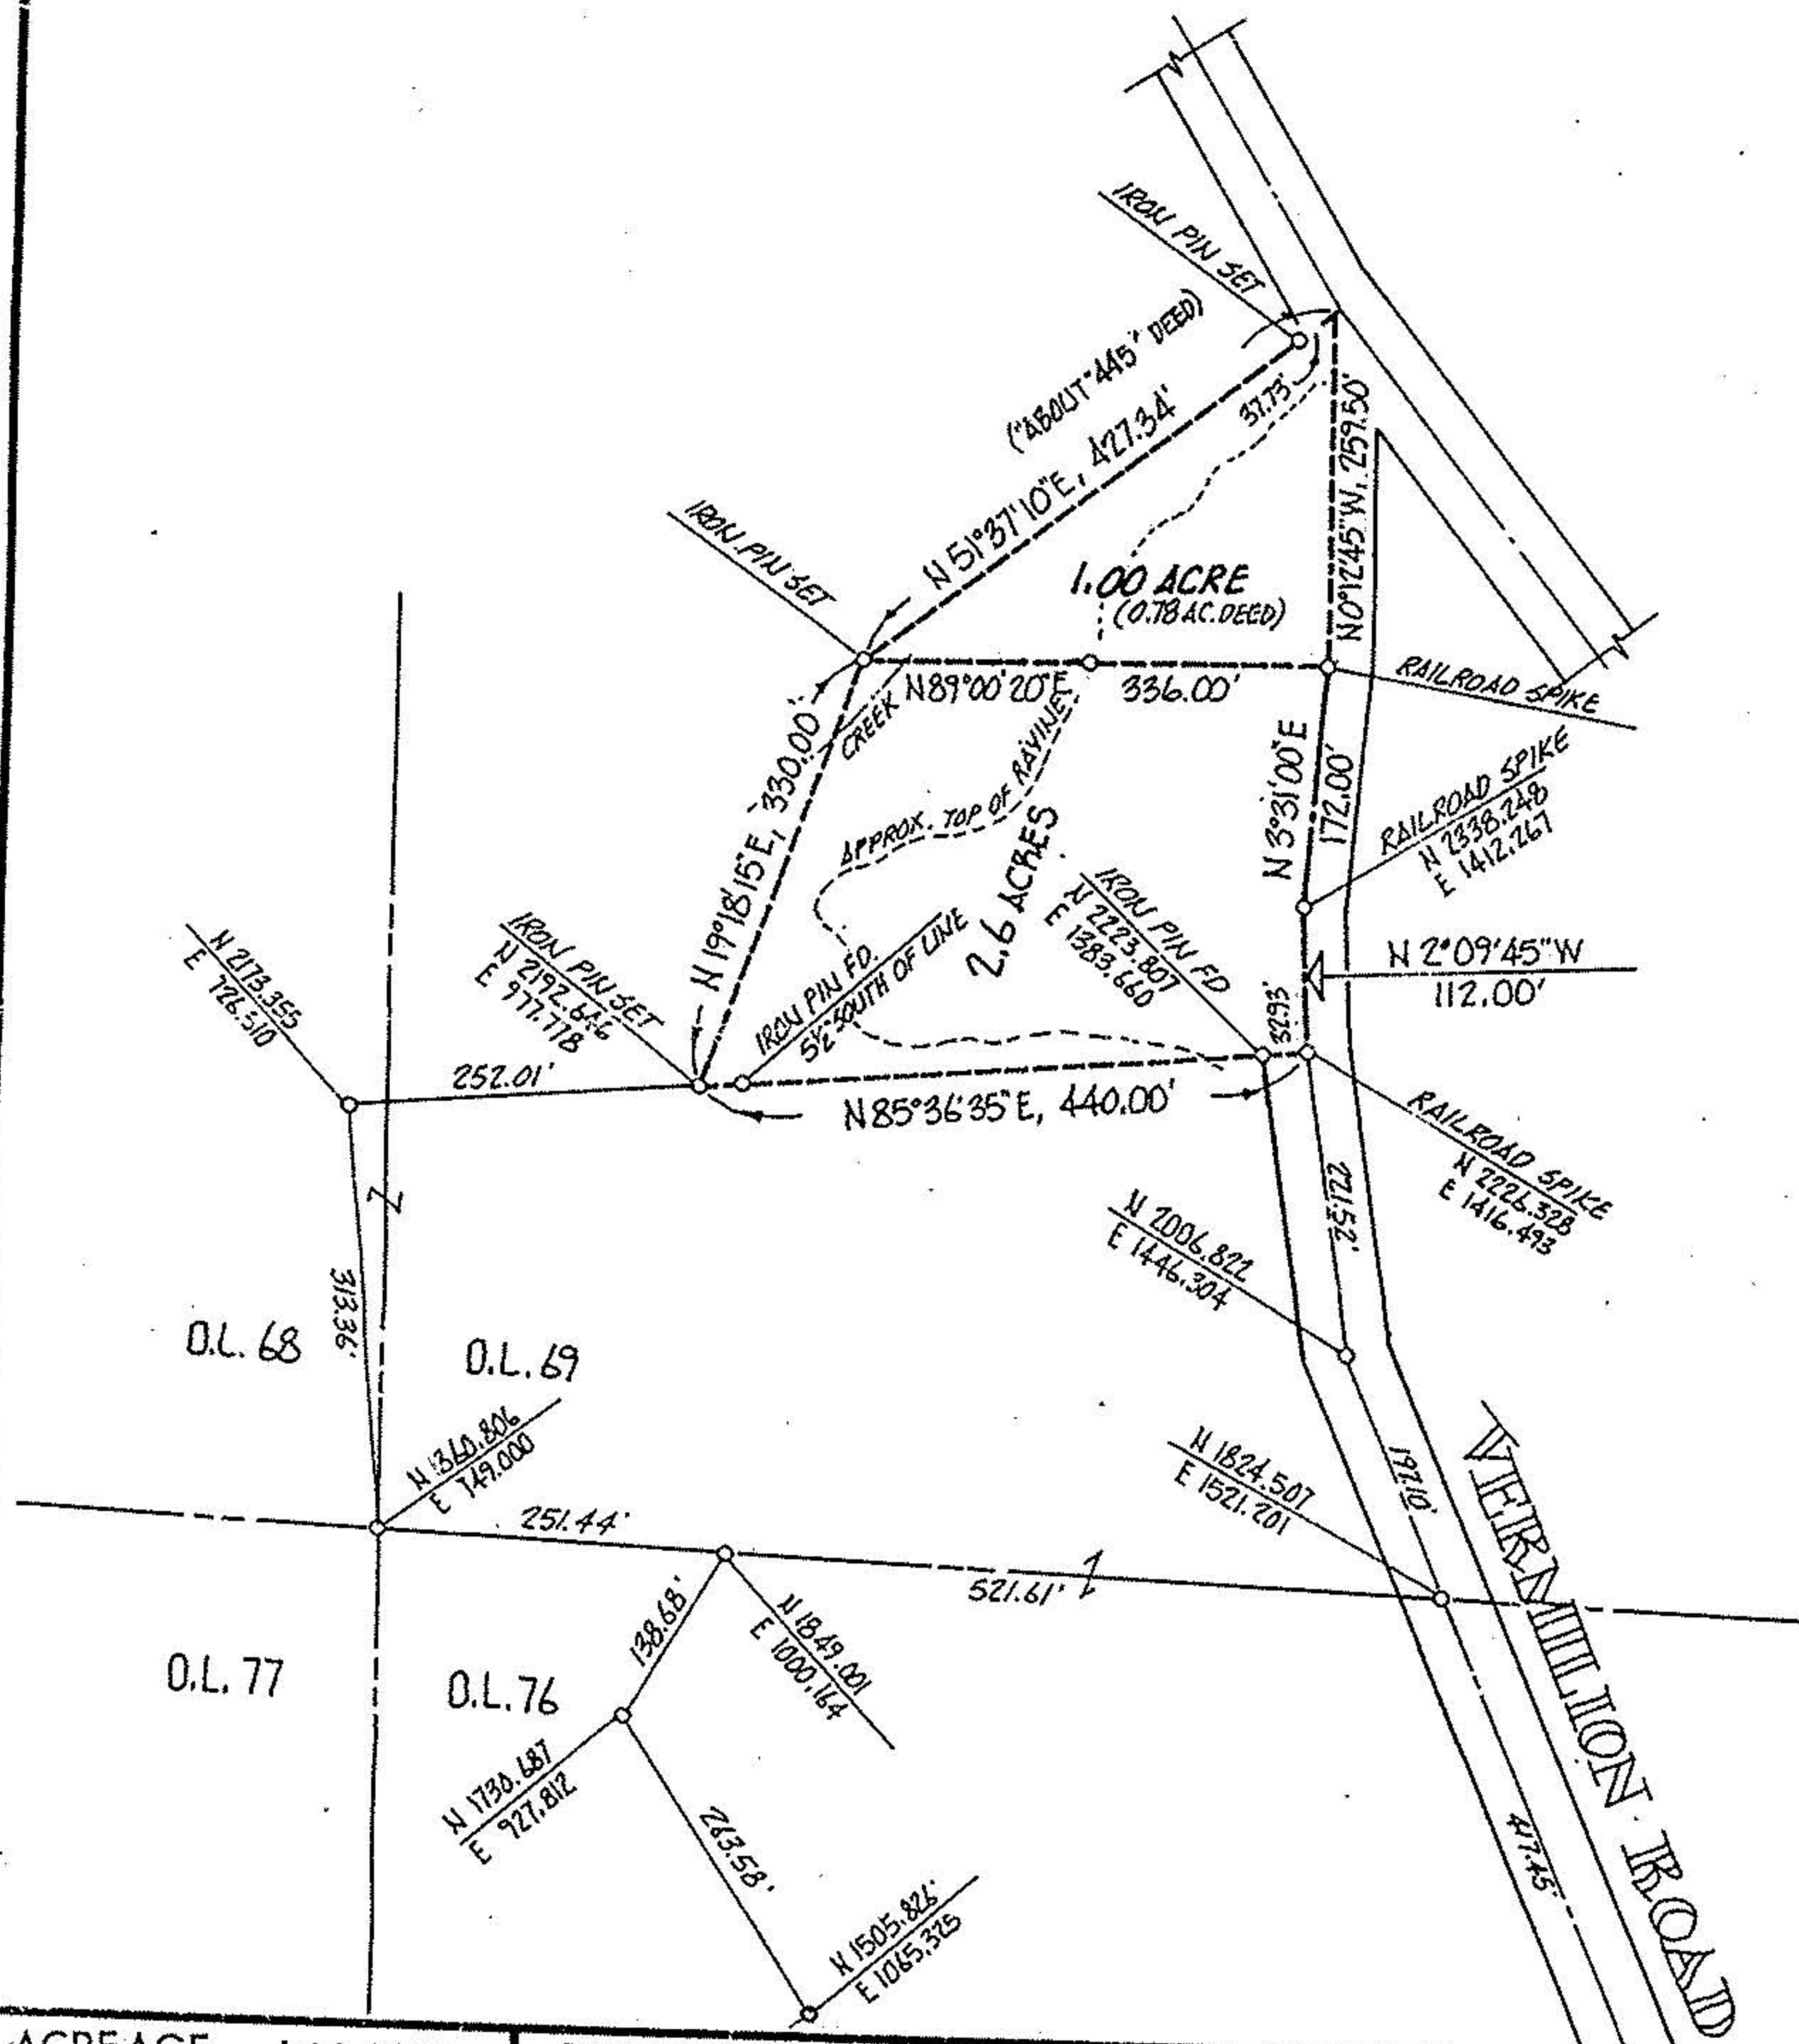 IRON PIN SET
("ABOUT" 445' DEED)
N 51°37'10"E, 427.34'
37.73'
N0°12'45"W, 259.50'
IRON PIN SET
1.00 ACRE
(0.78 AC. DEED)
N89°00'20"E
336.00'
RAILROAD SPIKE
CREEK
N 19°18'15"E, 330.00'
APPROX. TOP OF RAVINE
2.6 ACRES
N 3°31'00"E
172.00'
RAILROAD SPIKE
N 2338.248
E 1412.267
N 2°09'45"W
112.00'
IRON PIN FD
N 2223.807
E 1383.660
32.93'
IRON PIN FD.
5½" SOUTH OF LINE
IRON PIN SET
N 2192.646
E 977.778
N 2173.355
E 726.510
252.01'
N85°36'35"E, 440.00'
RAILROAD SPIKE
N 2226.328
E 1416.493
221.52'
N 2006.822
E 1446.304
313.36'
O.L. 68
O.L. 69
N 1360.806
E 749.000
251.44'
521.61'
N 1824.507
E 1521.201
197.10'
138.68'
N 1849.001
E 1000.164
O.L. 77
O.L. 76
N 1730.687
E 927.812
263.58'
N 1505.826
E 1065.325
417.45'
VERMILION ROAD
ACREAGE